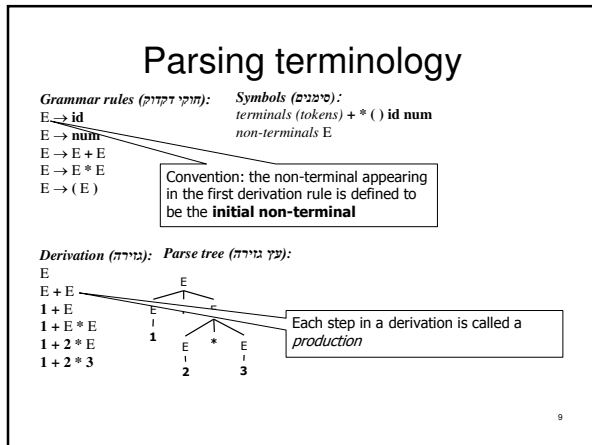 Parsing terminology
Grammar rules (חוקי דקדוק):
E → id
E → num
E → E + E
E → E * E
E → ( E )
Symbols (סימנים):
terminals (tokens) + * ( ) id num
non-terminals E
Convention: the non-terminal appearing
in the first derivation rule is defined to
be the initial non-terminal
Derivation (גזירה):
E
E + E
1 + E
1 + E * E
1 + 2 * E
1 + 2 * 3
Parse tree (עץ גזירה):
E
E + E
1 E * E
2 3
Each step in a derivation is called a
production
9